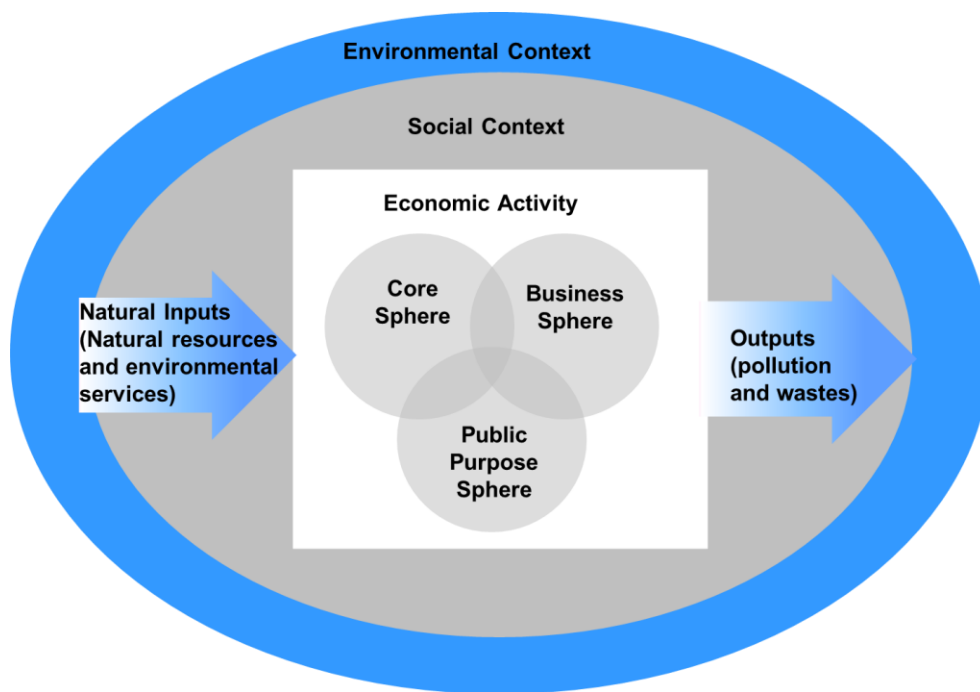 Environmental Context
Social Context
Economic Activity
Core
Sphere
Business
Sphere
Public
Purpose
Sphere
Natural Inputs
(Natural resources
and environmental
services)
Outputs
(pollution
and wastes)